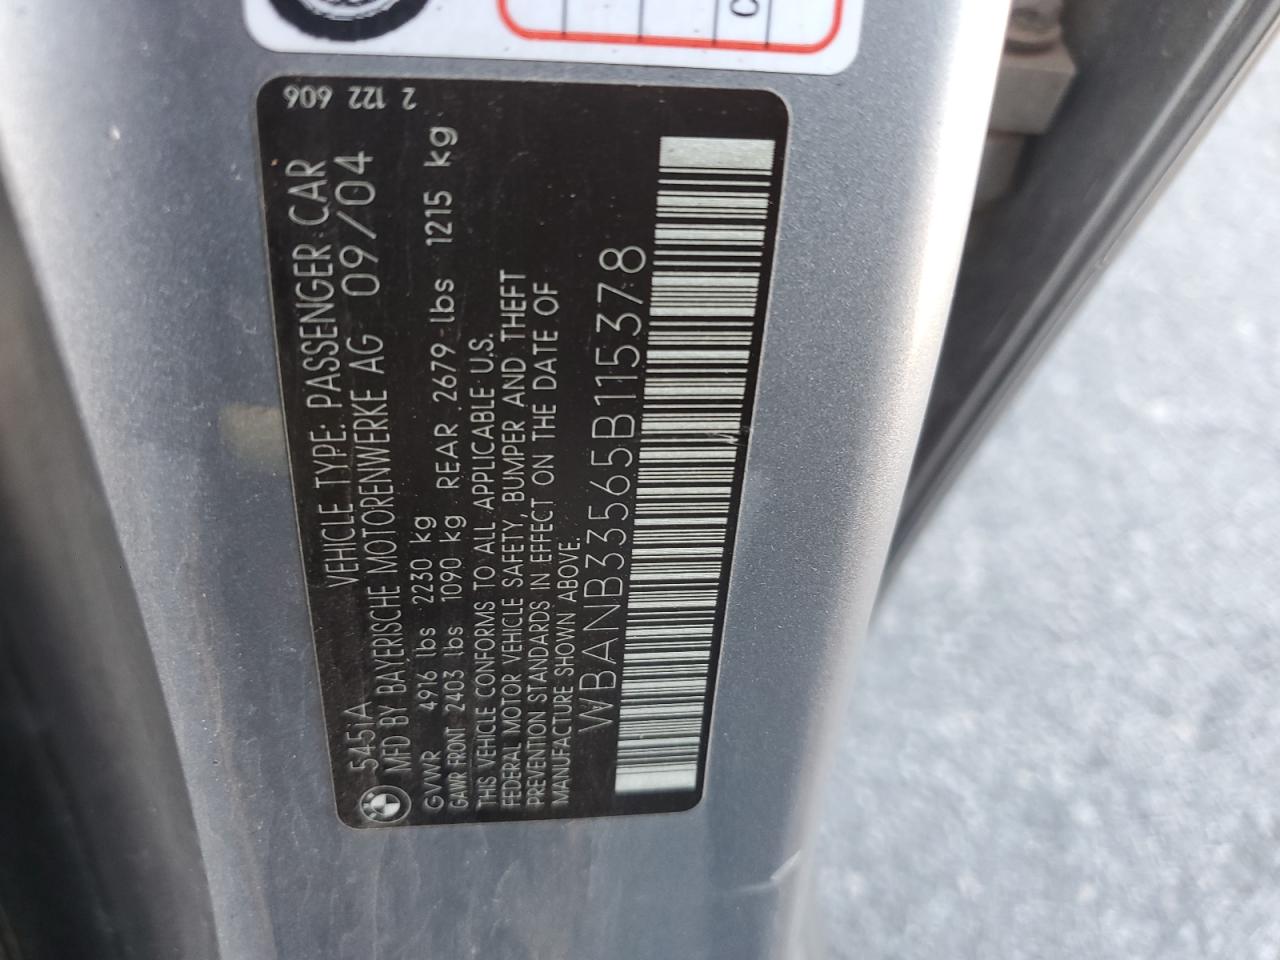 545iA VEHICLE TYPE: PASSENGER CAR 2 122 606
MFD BY BAYERISCHE MOTORENWERKE AG 09/04
GVWR 4916 lbs 2230 kg
GAWR FRONT 2403 lbs 1090 kg REAR 2679 lbs 1215 kg
THIS VEHICLE CONFORMS TO ALL APPLICABLE U.S.
FEDERAL MOTOR VEHICLE SAFETY, BUMPER AND THEFT
PREVENTION STANDARDS IN EFFECT ON THE DATE OF
MANUFACTURE SHOWN ABOVE.
WBANB33565B115378